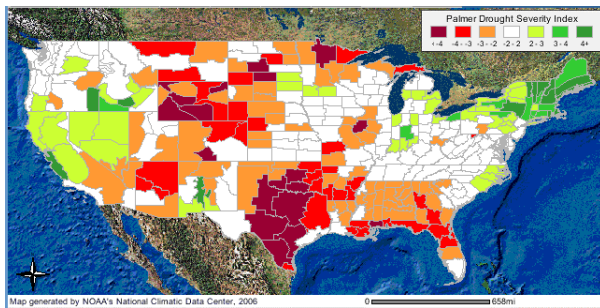 Palmer Drought Severity Index
< -4 -4 - -3 -3 - -2 -2 - 2 2 - 3 3 - 4 4+
Map generated by NOAA's National Climatic Data Center, 2006
0 658mi